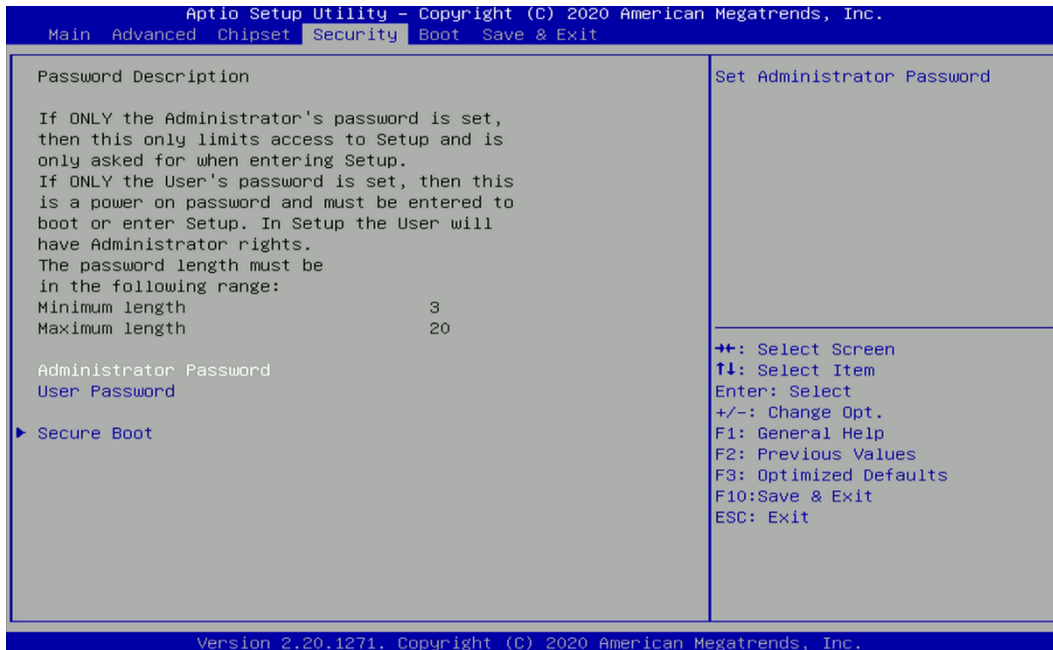 Aptio Setup Utility – Copyright (C) 2020 American Megatrends, Inc.
Main Advanced Chipset Security Boot Save & Exit
Password Description
If ONLY the Administrator's password is set,
then this only limits access to Setup and is
only asked for when entering Setup.
If ONLY the User's password is set, then this
is a power on password and must be entered to
boot or enter Setup. In Setup the User will
have Administrator rights.
The password length must be
in the following range:
Minimum length 3
Maximum length 20
Administrator Password
User Password
▶ Secure Boot
Set Administrator Password
→←: Select Screen
↑↓: Select Item
Enter: Select
+/-: Change Opt.
F1: General Help
F2: Previous Values
F3: Optimized Defaults
F10:Save & Exit
ESC: Exit
Version 2.20.1271. Copyright (C) 2020 American Megatrends, Inc.